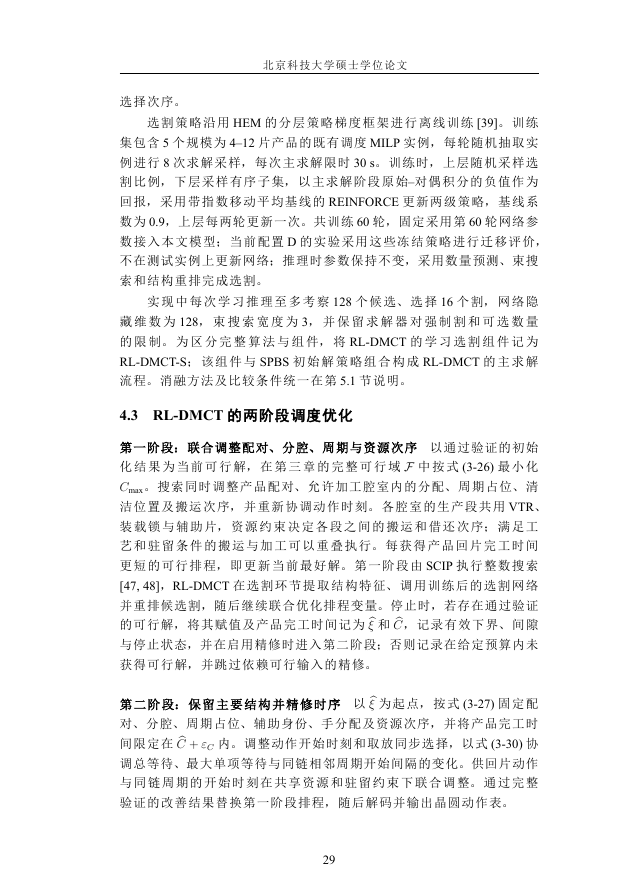 北京科技大学硕士学位论文
选择次序。
选割策略沿用 HEM 的分层策略梯度框架进行离线训练 [39]。训练
集包含 5 个规模为 4–12 片产品的既有调度 MILP 实例，每轮随机抽取实
例进行 8 次求解采样，每次主求解限时 30 s。训练时，上层随机采样选
割比例，下层采样有序子集，以主求解阶段原始–对偶积分的负值作为
回报，采用带指数移动平均基线的 REINFORCE 更新两级策略，基线系
数为 0.9，上层每两轮更新一次。共训练 60 轮，固定采用第 60 轮网络参
数接入本文模型；当前配置 D 的实验采用这些冻结策略进行迁移评价，
不在测试实例上更新网络；推理时参数保持不变，采用数量预测、束搜
索和结构重排完成选割。
实现中每次学习推理至多考察 128 个候选、选择 16 个割，网络隐
藏维数为 128，束搜索宽度为 3，并保留求解器对强制割和可选数量
的限制。为区分完整算法与组件，将 RL-DMCT 的学习选割组件记为
RL-DMCT-S；该组件与 SPBS 初始解策略组合构成 RL-DMCT 的主求解
流程。消融方法及比较条件统一在第 5.1 节说明。
4.3 RL-DMCT 的两阶段调度优化
第一阶段：联合调整配对、分腔、周期与资源次序 以通过验证的初始
化结果为当前可行解，在第三章的完整可行域 𝓕 中按式 (3-26) 最小化
C_max。搜索同时调整产品配对、允许加工腔室内的分配、周期占位、清
洁位置及搬运次序，并重新协调动作时刻。各腔室的生产段共用 VTR、
装载锁与辅助片，资源约束决定各段之间的搬运和借还次序；满足工
艺和驻留条件的搬运与加工可以重叠执行。每获得产品回片完工时间
更短的可行排程，即更新当前最好解。第一阶段由 SCIP 执行整数搜索
[47, 48]，RL-DMCT 在选割环节提取结构特征、调用训练后的选割网络
并重排候选割，随后继续联合优化排程变量。停止时，若存在通过验证
的可行解，将其赋值及产品完工时间记为 ξ̂ 和 Ĉ，记录有效下界、间隙
与停止状态，并在启用精修时进入第二阶段；否则记录在给定预算内未
获得可行解，并跳过依赖可行输入的精修。
第二阶段：保留主要结构并精修时序 以 ξ̂ 为起点，按式 (3-27) 固定配
对、分腔、周期占位、辅助身份、手分配及资源次序，并将产品完工时
间限定在 Ĉ + ε_C 内。调整动作开始时刻和取放同步选择，以式 (3-30) 协
调总等待、最大单项等待与同链相邻周期开始间隔的变化。供回片动作
与同链周期的开始时刻在共享资源和驻留约束下联合调整。通过完整
验证的改善结果替换第一阶段排程，随后解码并输出晶圆动作表。
29